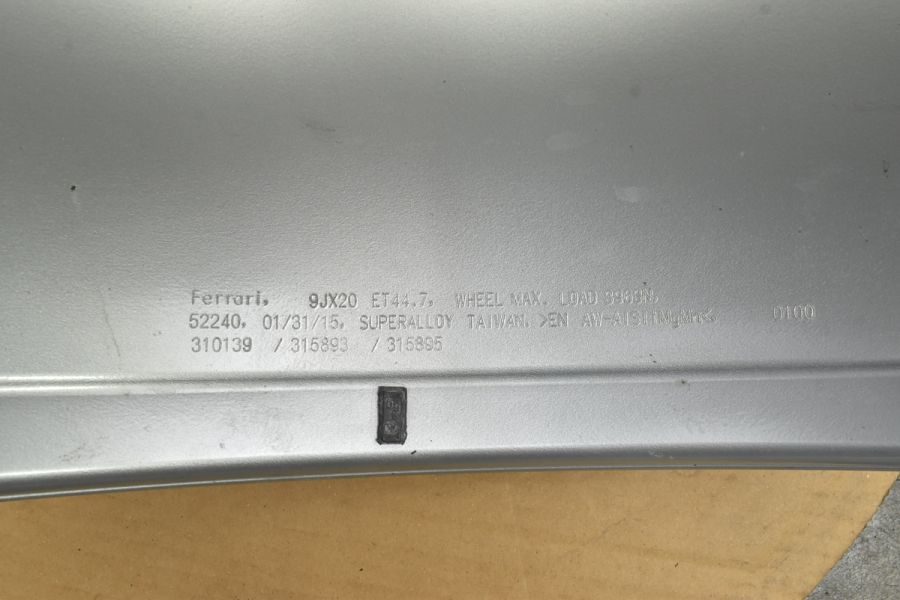 Ferrari, 9JX20 ET44.7, WHEEL MAX. LOAD
52240, 01/31/15, SUPERALLOY TAIWAN, >EN 0100
310139 / 315893 / 315895